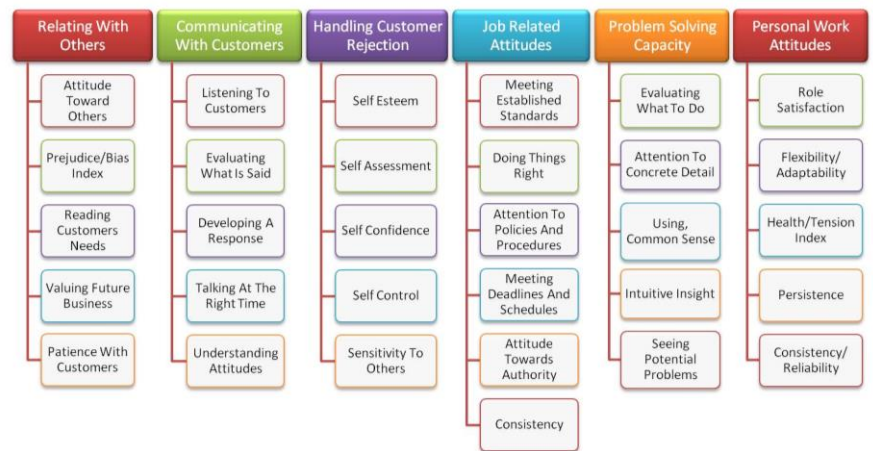 Relating With
Others
Attitude
Toward
Others
Prejudice/Bias
Index
Reading
Customers
Needs
Valuing Future
Business
Patience With
Customers
Communicating
With Customers
Listening To
Customers
Evaluating
What Is Said
Developing A
Response
Talking At The
Right Time
Understanding
Attitudes
Handling Customer
Rejection
Self Esteem
Self Assessment
Self Confidence
Self Control
Sensitivity To
Others
Job Related
Attitudes
Meeting
Established
Standards
Doing Things
Right
Attention To
Policies And
Procedures
Meeting
Deadlines And
Schedules
Attitude
Towards
Authority
Consistency
Problem Solving
Capacity
Evaluating
What To Do
Attention To
Concrete Detail
Using,
Common Sense
Intuitive Insight
Seeing
Potential
Problems
Personal Work
Attitudes
Role
Satisfaction
Flexibility/
Adaptability
Health/Tension
Index
Persistence
Consistency/
Reliability